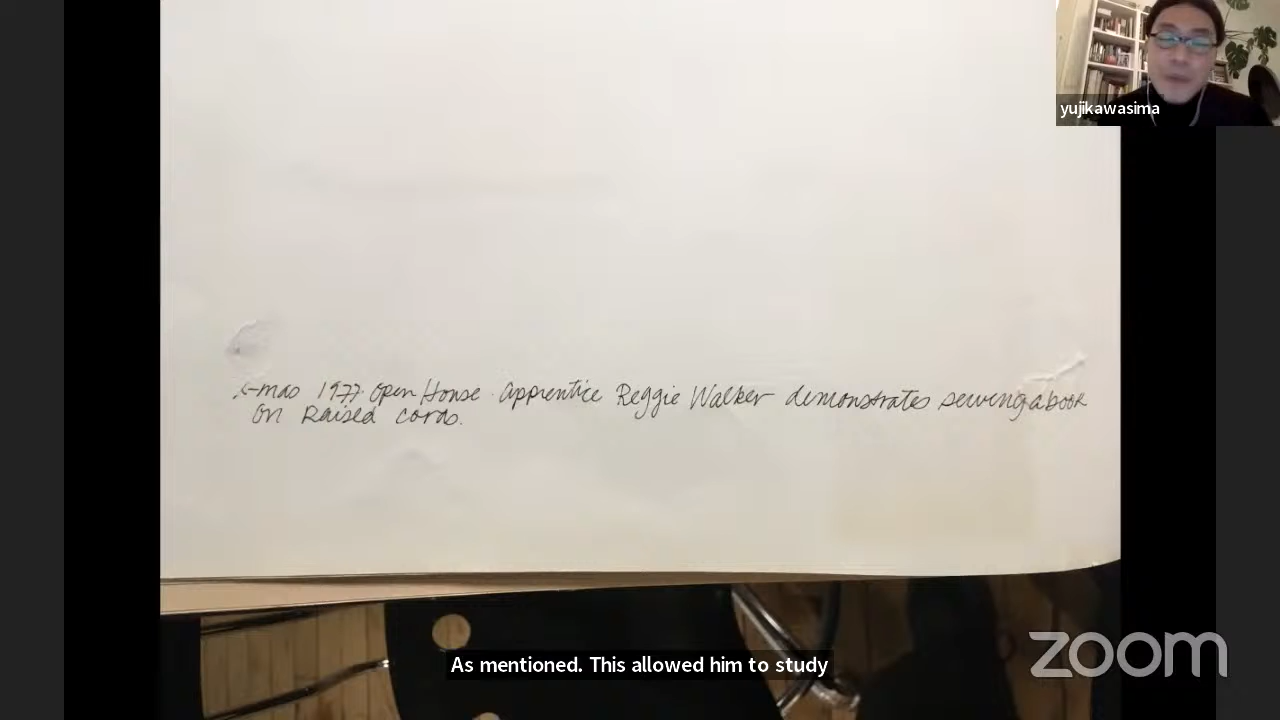 yujikawasima
X-mas 1977. Open House. Apprentice Reggie Walker demonstrates sewing a book
on Raised cords.
As mentioned. This allowed him to study
zoom